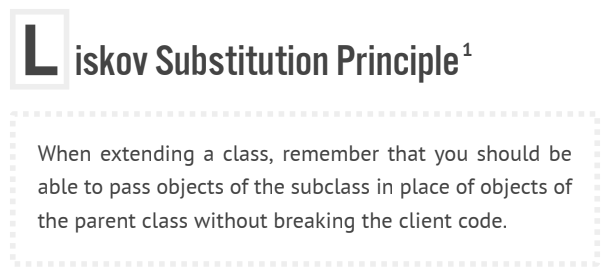 Liskov Substitution Principle¹
When extending a class, remember that you should be
able to pass objects of the subclass in place of objects of
the parent class without breaking the client code.